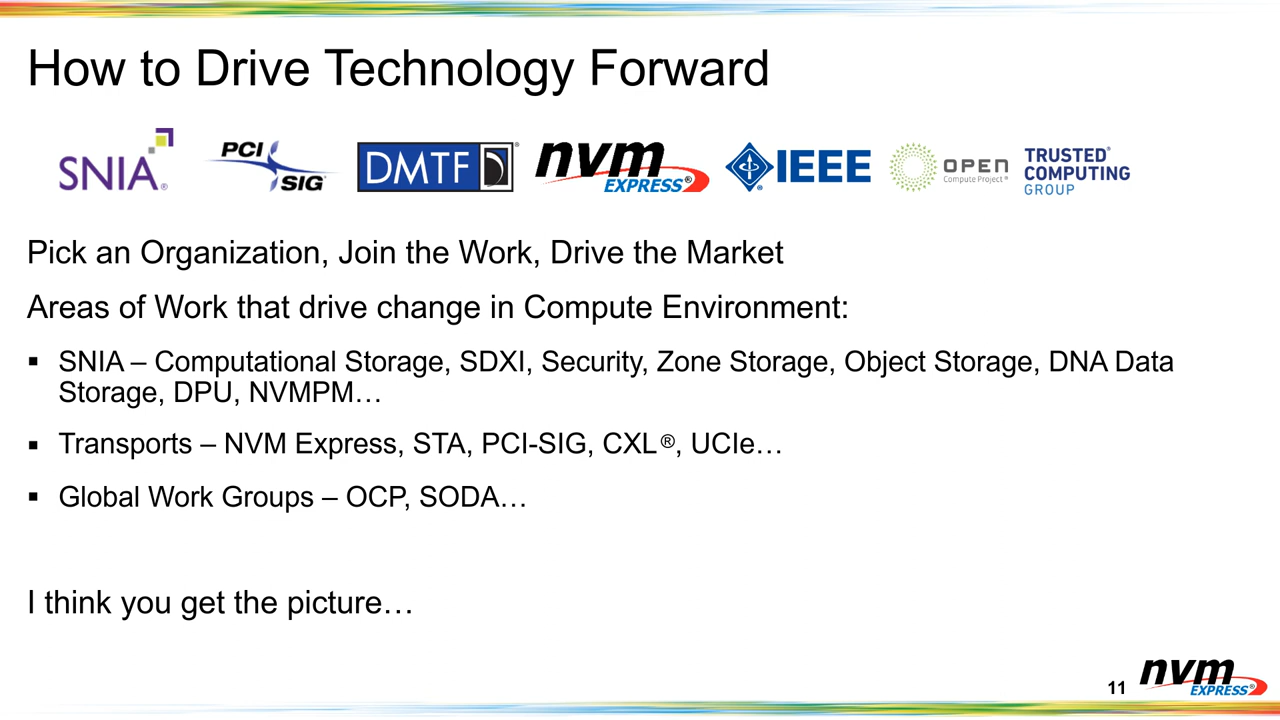 How to Drive Technology Forward
SNIA®
PCI
SIG®
DMTF®
nvm
EXPRESS®
IEEE®
OPEN
Compute Project®
TRUSTED®
COMPUTING
GROUP
Pick an Organization, Join the Work, Drive the Market
Areas of Work that drive change in Compute Environment:
▪ SNIA – Computational Storage, SDXI, Security, Zone Storage, Object Storage, DNA Data
Storage, DPU, NVMPM…
▪ Transports – NVM Express, STA, PCI-SIG, CXL®, UCIe…
▪ Global Work Groups – OCP, SODA…
I think you get the picture…
11
nvm
EXPRESS®